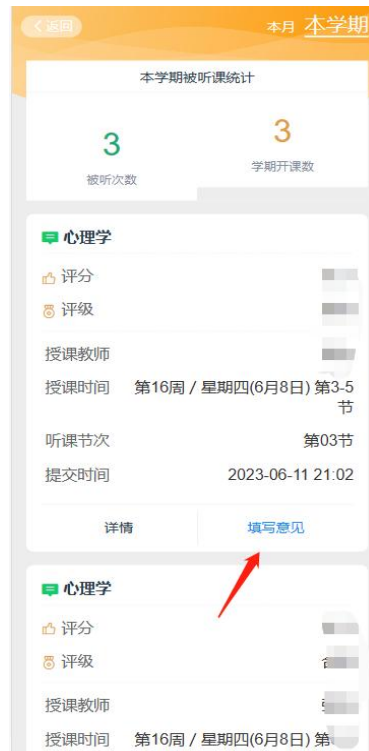 返回
本月 本学期
本学期被听课统计
3
被听次数
3
学期开课数
心理学
评分
评级
授课教师
授课时间 第16周 / 星期四(6月8日) 第3-5
节
听课节次 第03节
提交时间 2023-06-11 21:02
详情 填写意见
心理学
评分
评级
授课教师
授课时间 第16周 / 星期四(6月8日) 第